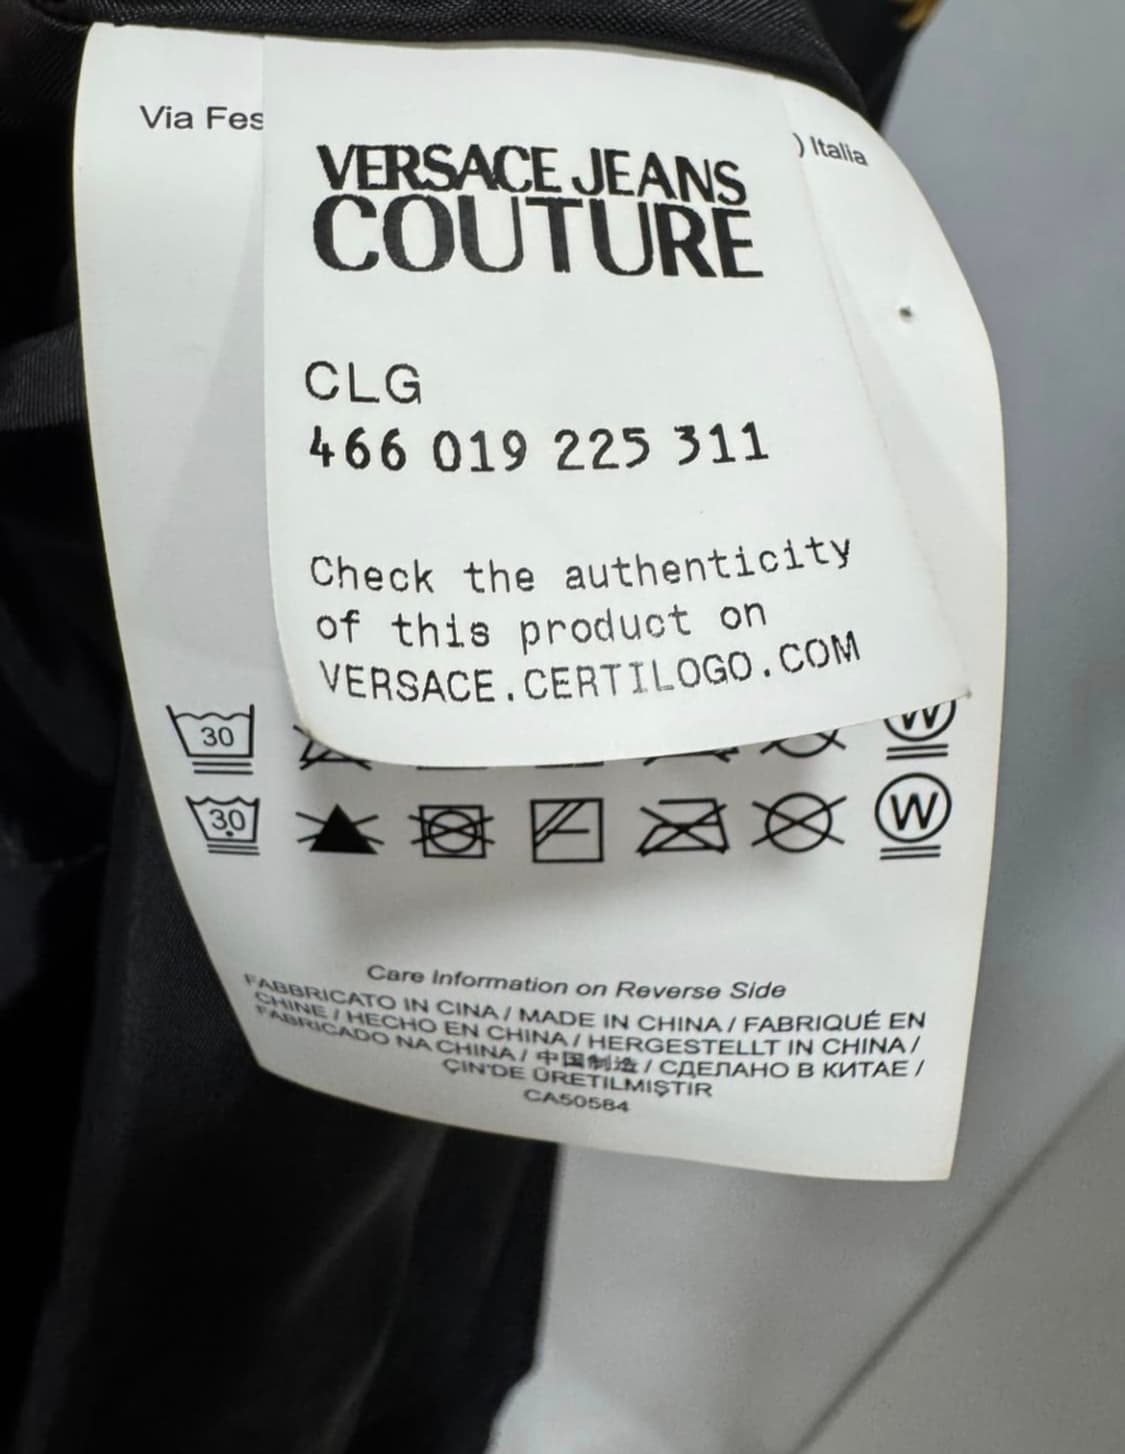 Via Fes
) Italia
VERSACE JEANS
COUTURE
CLG
466 019 225 311
Check the authenticity
of this product on
VERSACE.CERTILOGO.COM
30
W
30
W
Care Information on Reverse Side
FABBRICATO IN CINA / MADE IN CHINA / FABRIQUÉ EN
CHINE / HECHO EN CHINA / HERGESTELLT IN CHINA /
FABRICADO NA CHINA / 中国制造 / СДЕЛАНО В КИТАЕ /
ÇIN'DE ÜRETILMIŞTIR
CA50584